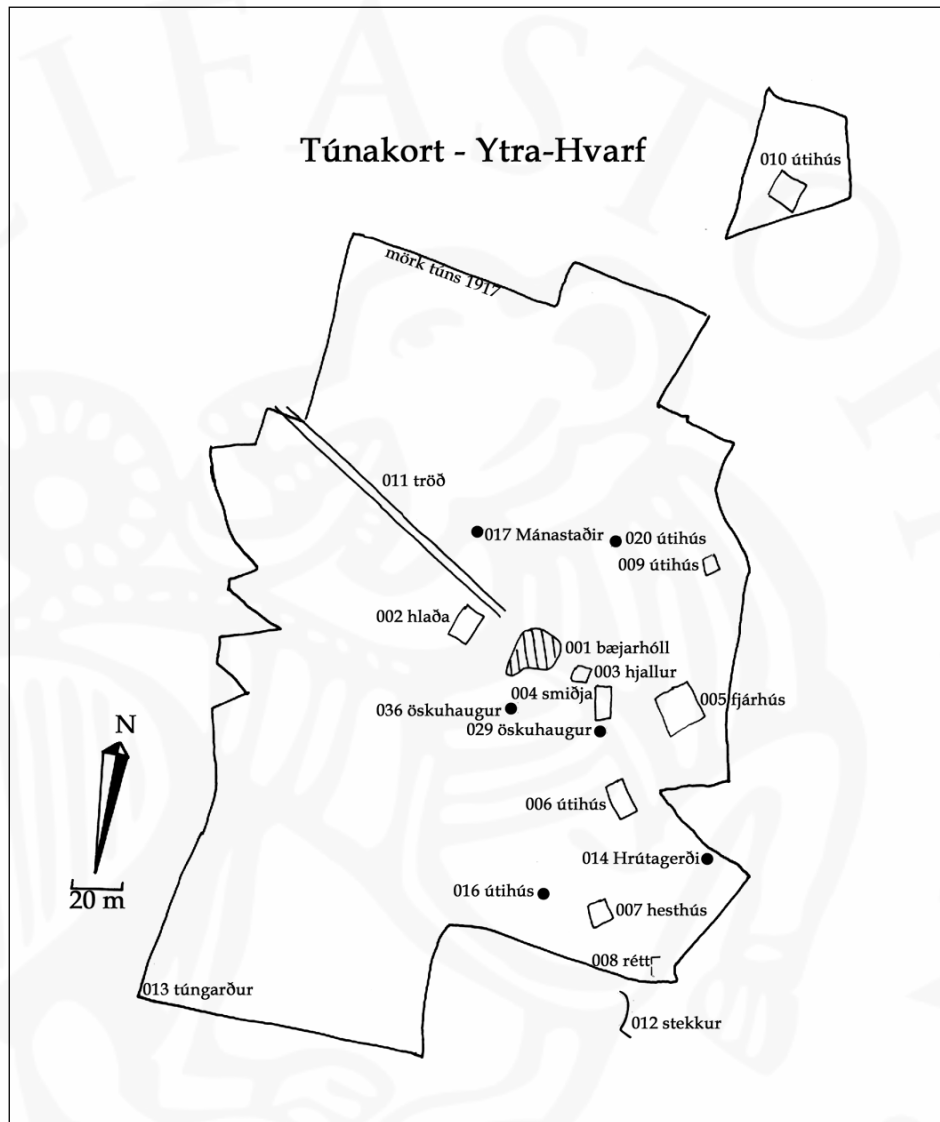 EIFASTOF
Túnakort - Ytra-Hvarf
010 útihús
mörk túns 1917
011 tröð
017 Mánastaðir
020 útihús
009 útihús
002 hlaða
001 bæjarhóll
003 hjallur
004 smiðja
005 fjárhús
036 öskuhaugur
029 öskuhaugur
N
006 útihús
014 Hrútagerði
20 m
016 útihús
007 hesthús
008 rétt
013 túngarður
012 stekkur